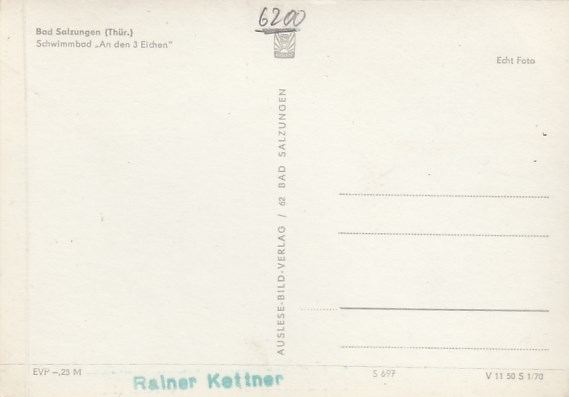 6200
Bad Salzungen (Thür.)
Schwimmbad „An den 3 Eichen"
Echt Foto
AUSLESE-BILD-VERLAG / 62 BAD SALZUNGEN
EVP –,25 M
Rainer Kettner
S 697
V 11 50 S 1/70